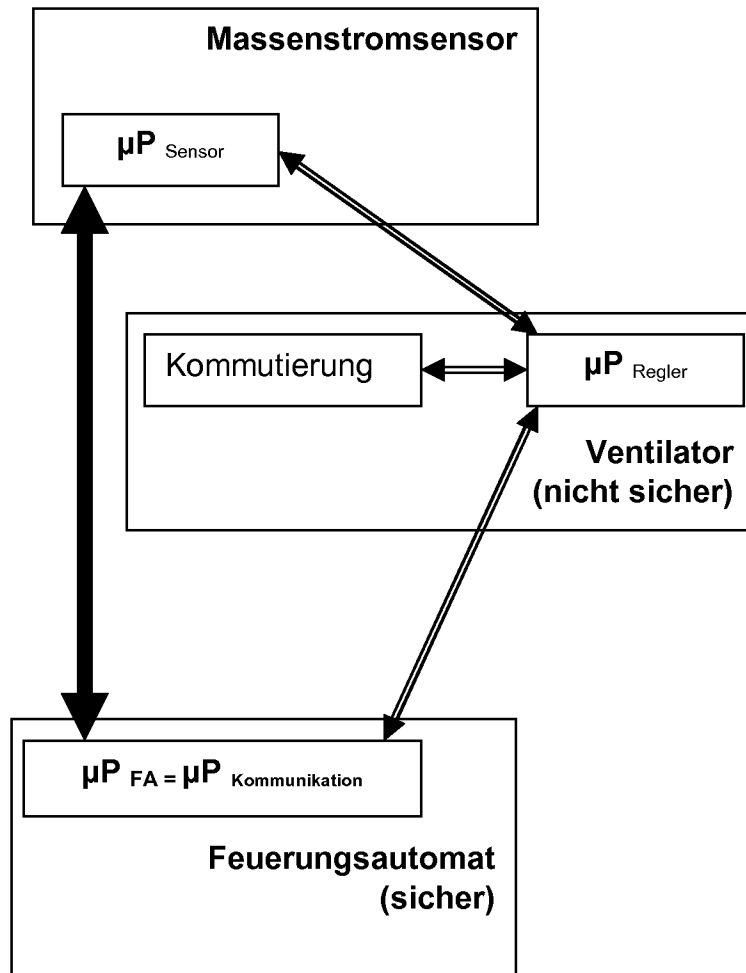 Massenstromsensor
µP Sensor
Kommutierung
µP Regler
Ventilator
(nicht sicher)
µP FA = µP Kommunikation
Feuerungsautomat
(sicher)